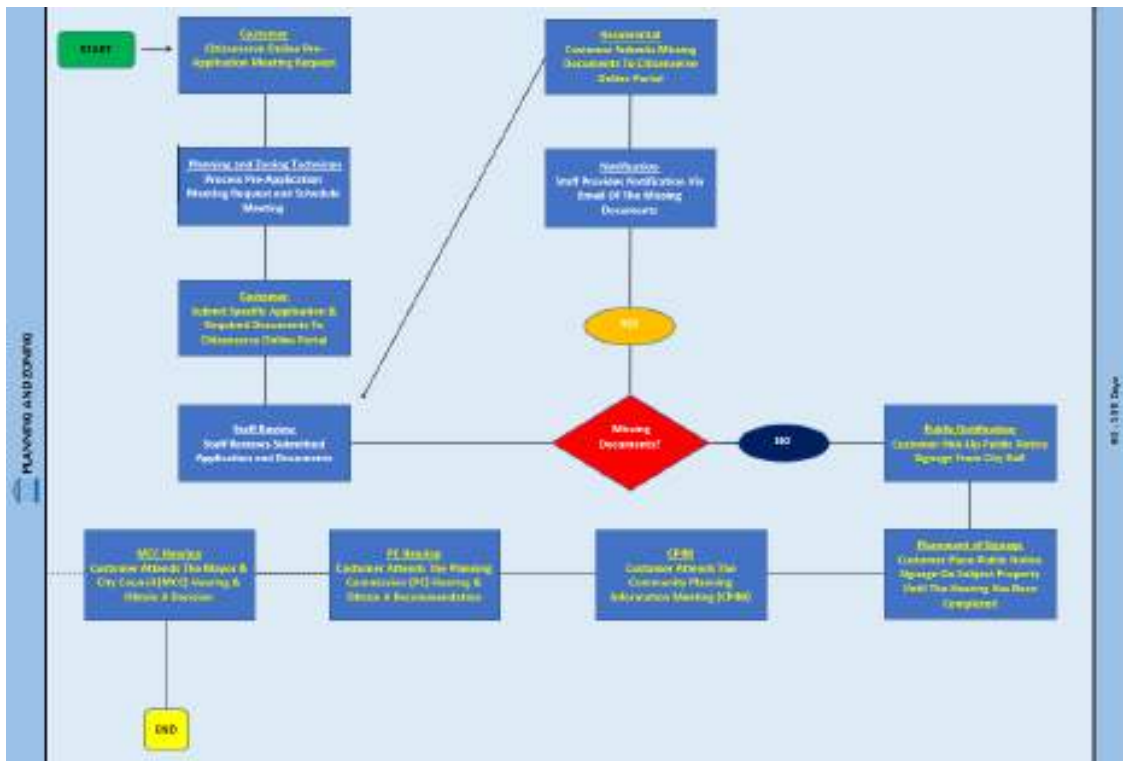 START
Customer
Citizenserve Online Pre-
Application Meeting Request
Planning and Zoning Technician
Process Pre-Application
Meeting Request and Schedule
Meeting
Customer
Submit Specific Application &
Required Documents To
Citizenserve Online Portal
Staff Review
Staff Reviews Submitted
Application and Documents
Missing
Documents?
YES
Notification
Staff Provides Notification Via
Email Of The Missing
Documents
Customer Submits Missing
Documents To Citizenserve
Online Portal
NO
Public Notification
Customer Pick-Up Public Notice
Signage From City Hall
Placement of Signage
Customer Place Public Notice
Signage On Subject Property
Until The Hearing Has Been
Completed
CPIM
Customer Attends The
Community Planning
Information Meeting (CPIM)
PC Hearing
Customer Attends The Planning
Commission (PC) Hearing &
Obtain A Recommendation
MCC Hearing
Customer Attends The Mayor &
City Council (MCC) Hearing &
Obtain A Decision
END
PLANNING AND ZONING
Days